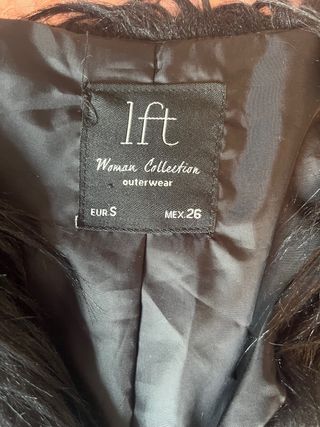 lft
Woman Collection
outerwear
EUR.S MEX.26